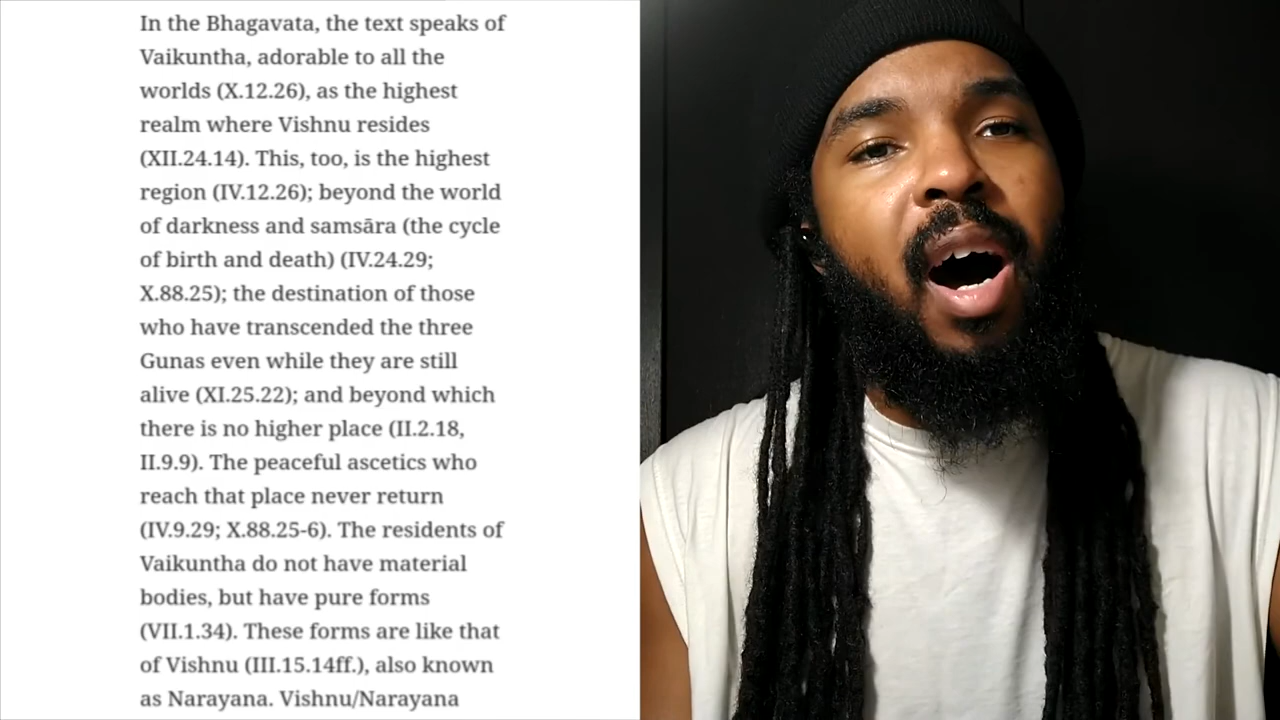 In the Bhagavata, the text speaks of
Vaikuntha, adorable to all the
worlds (X.12.26), as the highest
realm where Vishnu resides
(XII.24.14). This, too, is the highest
region (IV.12.26); beyond the world
of darkness and samsāra (the cycle
of birth and death) (IV.24.29;
X.88.25); the destination of those
who have transcended the three
Gunas even while they are still
alive (XI.25.22); and beyond which
there is no higher place (II.2.18,
II.9.9). The peaceful ascetics who
reach that place never return
(IV.9.29; X.88.25-6). The residents of
Vaikuntha do not have material
bodies, but have pure forms
(VII.1.34). These forms are like that
of Vishnu (III.15.14ff.), also known
as Narayana. Vishnu/Narayana